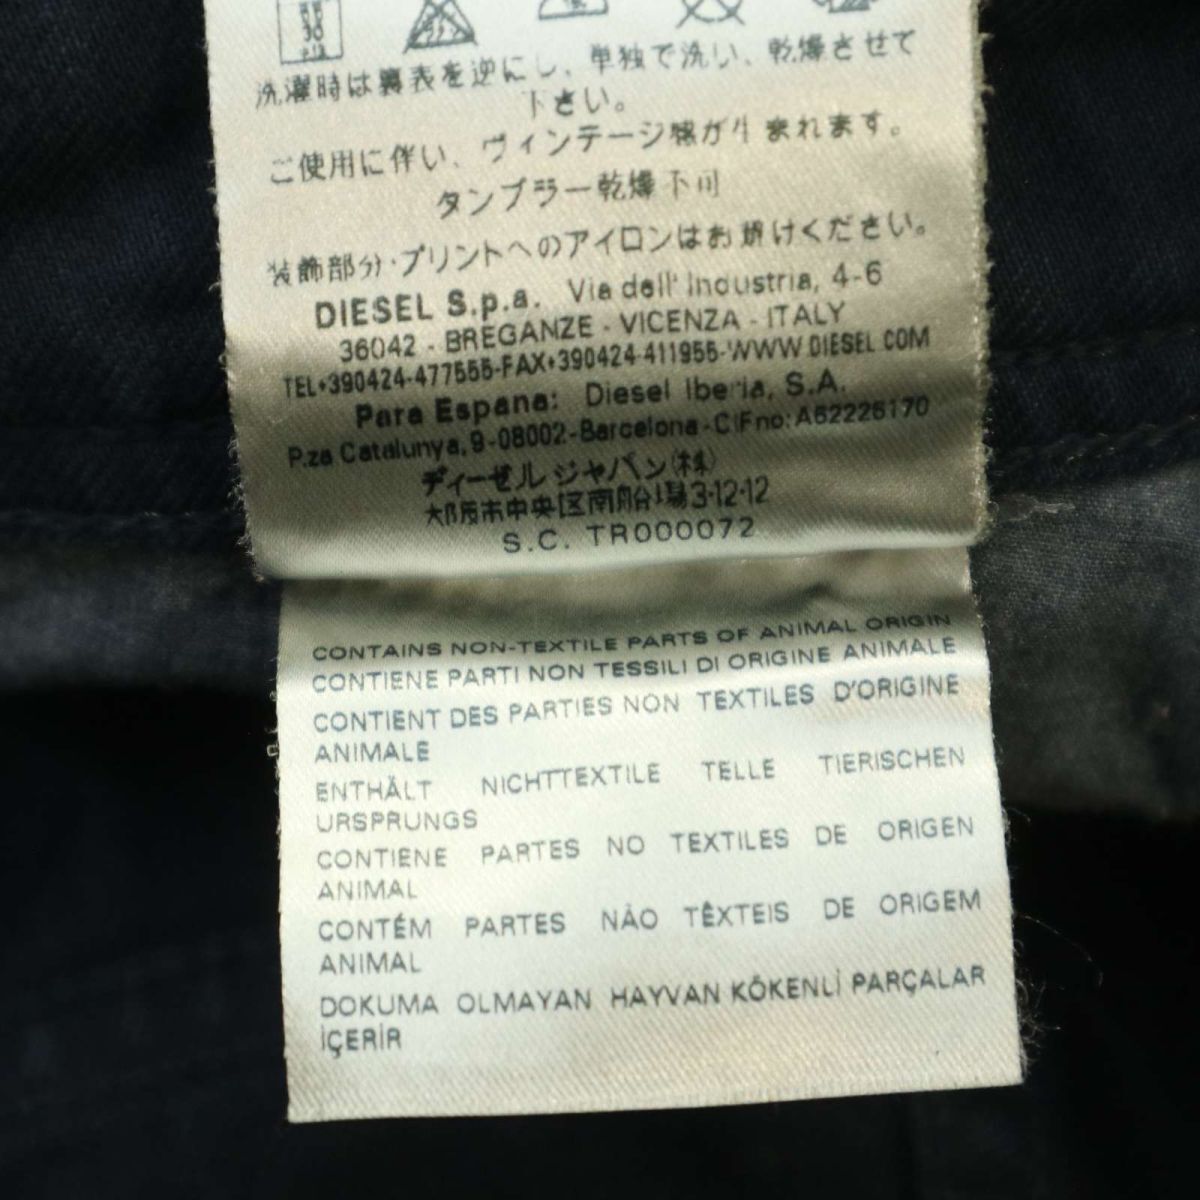 洗濯時は裏表を逆にし、単独で洗い、乾燥させて
下さい。
ご使用に伴い、ヴィンテージ感が生まれます。
タンブラー乾燥不可
装飾部分・プリントへのアイロンはお避けください。
DIESEL S.p.a. Via dell' Industria, 4-6
36042 - BREGANZE - VICENZA - ITALY
TEL+390424-477555-FAX+390424-411955-WWW DIESEL COM
Para Espana: Diesel Iberia, S.A.
P.za Catalunya, 9-08002-Barcelona-CIFno:A62226170
ディーゼル ジャパン(株)
大阪市中央区南船場3-12-12
S.C. TR000072
CONTAINS NON-TEXTILE PARTS OF ANIMAL ORIGIN
CONTIENE PARTI NON TESSILI DI ORIGINE ANIMALE
CONTIENT DES PARTIES NON TEXTILES D'ORIGINE
ANIMALE
ENTHÄLT NICHTTEXTILE TELLE TIERISCHEN
URSPRUNGS
CONTIENE PARTES NO TEXTILES DE ORIGEN
ANIMAL
CONTÉM PARTES NÃO TÊXTEIS DE ORIGEM
ANIMAL
DOKUMA OLMAYAN HAYVAN KÖKENLİ PARÇALAR
İÇERİR